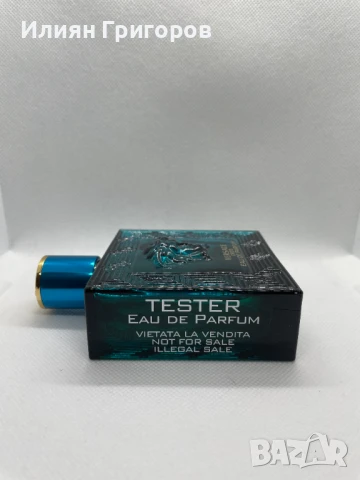 Илиян Григоров
TESTER
EAU DE PARFUM
VIETATA LA VENDITA
NOT FOR SALE
ILLEGAL SALE
BAZAR